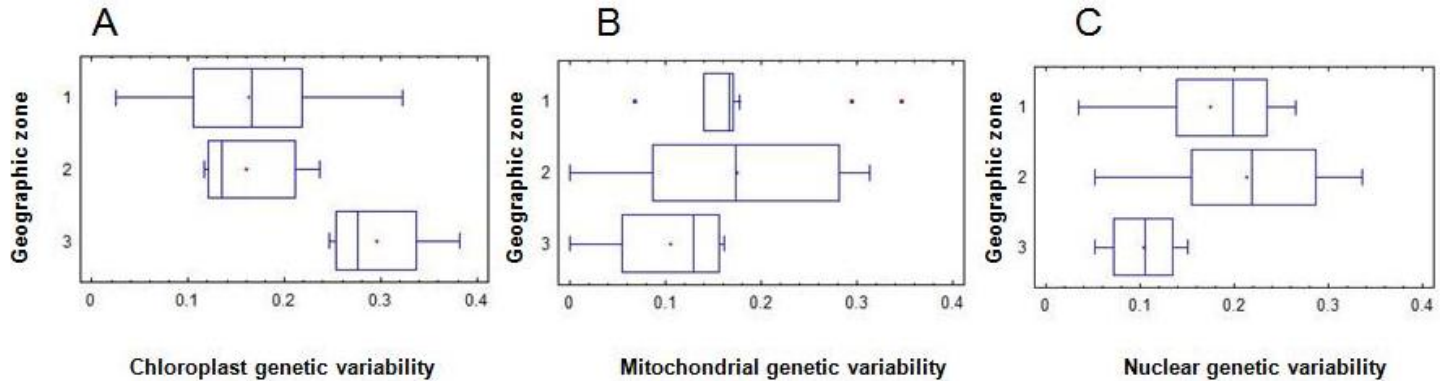 A
Geographic zone
1
2
3
0 0.1 0.2 0.3 0.4
Chloroplast genetic variability
B
Geographic zone
1
2
3
0 0.1 0.2 0.3 0.4
Mitochondrial genetic variability
C
Geographic zone
1
2
3
0 0.1 0.2 0.3 0.4
Nuclear genetic variability